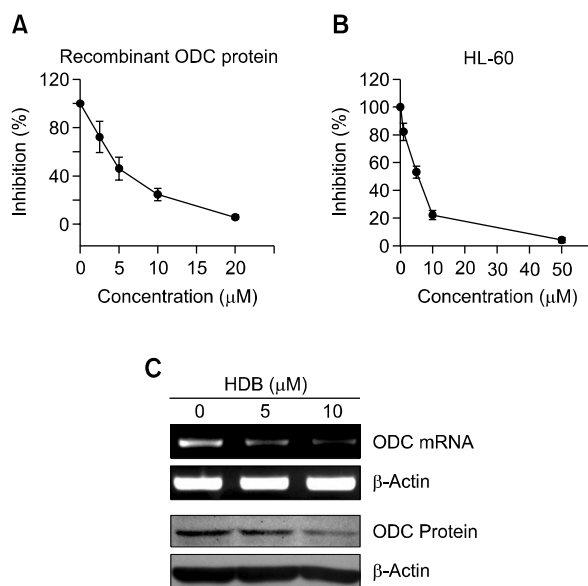 A
Recombinant ODC protein
Inhibition (%)
120
80
40
0
0 5 10 15 20
Concentration (μM)
B
HL-60
Inhibition (%)
120
100
80
60
40
20
0
0 10 20 30 40 50
Concentration (μM)
C
HDB (μM)
0 5 10
ODC mRNA
β-Actin
ODC Protein
β-Actin